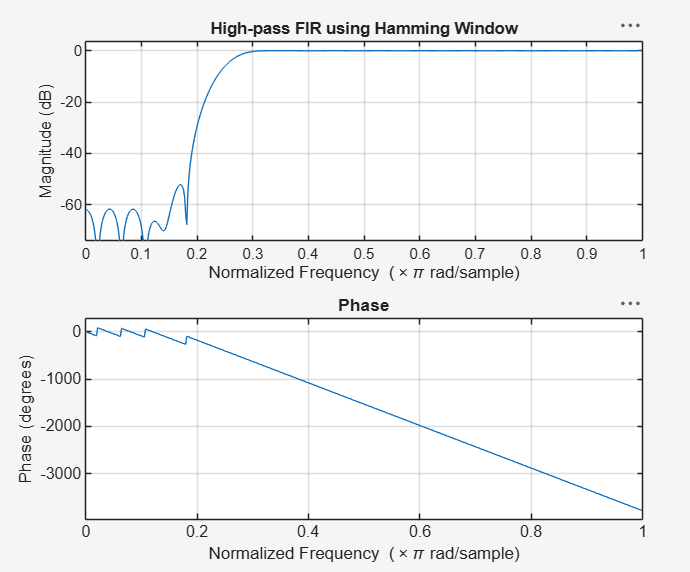 High-pass FIR using Hamming Window
Magnitude (dB)
0
-20
-40
-60
0 0.1 0.2 0.3 0.4 0.5 0.6 0.7 0.8 0.9 1
Normalized Frequency (× π rad/sample)
Phase
Phase (degrees)
0
-1000
-2000
-3000
0 0.2 0.4 0.6 0.8 1
Normalized Frequency (× π rad/sample)